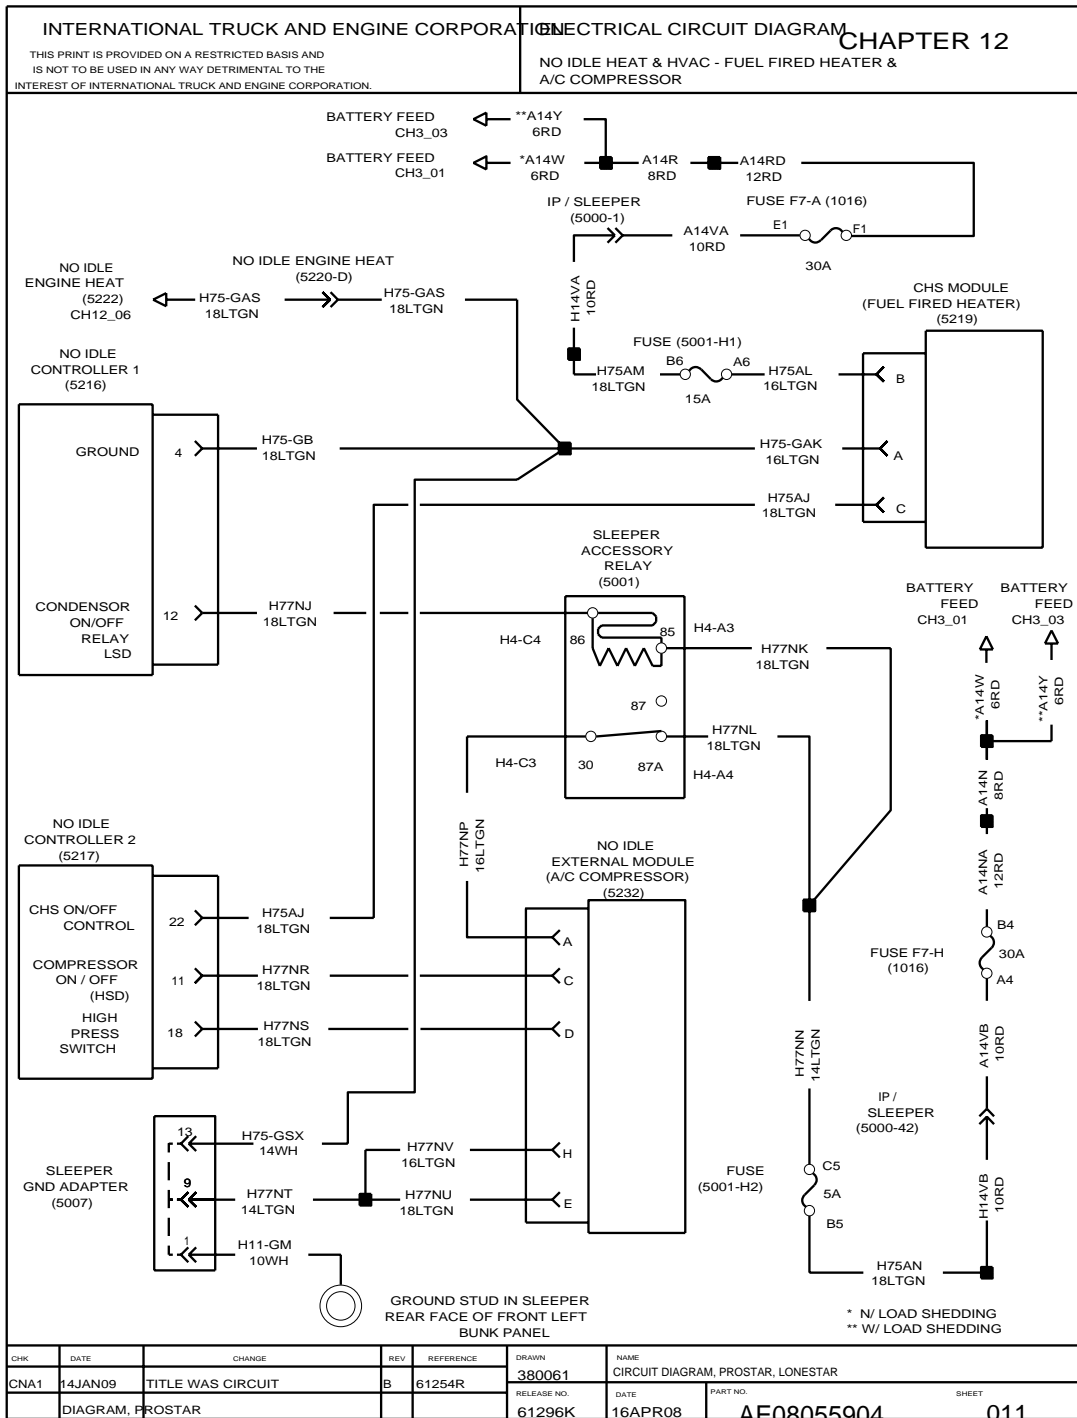 INTERNATIONAL TRUCK AND ENGINE CORPORATION
THIS PRINT IS PROVIDED ON A RESTRICTED BASIS AND
IS NOT TO BE USED IN ANY WAY DETRIMENTAL TO THE
INTEREST OF INTERNATIONAL TRUCK AND ENGINE CORPORATION.
ELECTRICAL CIRCUIT DIAGRAM
CHAPTER 12
NO IDLE HEAT & HVAC - FUEL FIRED HEATER &
A/C COMPRESSOR
BATTERY FEED
CH3_03
**A14Y
6RD
BATTERY FEED
CH3_01
*A14W
6RD
A14R
8RD
A14RD
12RD
IP / SLEEPER
(5000-1)
FUSE F7-A (1016)
A14VA
10RD
E1
F1
30A
NO IDLE
ENGINE HEAT
(5222)
CH12_06
H75-GAS
18LTGN
NO IDLE ENGINE HEAT
(5220-D)
H75-GAS
18LTGN
H14VA
10RD
CHS MODULE
(FUEL FIRED HEATER)
(5219)
FUSE (5001-H1)
H75AM
18LTGN
B6
A6
15A
H75AL
16LTGN
B
NO IDLE
CONTROLLER 1
(5216)
GROUND
4
H75-GB
18LTGN
H75-GAK
16LTGN
A
H75AJ
18LTGN
C
SLEEPER
ACCESSORY
RELAY
(5001)
CONDENSOR
ON/OFF
RELAY
LSD
12
H77NJ
18LTGN
H4-C4
86
85
H4-A3
H77NK
18LTGN
87
H77NL
18LTGN
H4-C3
30
87A
H4-A4
BATTERY
FEED
CH3_01
BATTERY
FEED
CH3_03
*A14W
6RD
**A14Y
6RD
A14N
8RD
A14NA
12RD
H77NP
16LTGN
NO IDLE
CONTROLLER 2
(5217)
NO IDLE
EXTERNAL MODULE
(A/C COMPRESSOR)
(5232)
CHS ON/OFF
CONTROL
22
H75AJ
18LTGN
A
COMPRESSOR
ON / OFF
(HSD)
11
H77NR
18LTGN
C
HIGH
PRESS
SWITCH
18
H77NS
18LTGN
D
FUSE F7-H
(1016)
B4
30A
A4
A14VB
10RD
H77NN
14LTGN
IP /
SLEEPER
(5000-42)
SLEEPER
GND ADAPTER
(5007)
13
H75-GSX
14WH
H77NV
16LTGN
H
9
H77NT
14LTGN
H77NU
18LTGN
E
1
H11-GM
10WH
FUSE
(5001-H2)
C5
5A
B5
H14VB
10RD
H75AN
18LTGN
GROUND STUD IN SLEEPER
REAR FACE OF FRONT LEFT
BUNK PANEL
* N/ LOAD SHEDDING
** W/ LOAD SHEDDING
CHK DATE CHANGE REV REFERENCE
CNA1 14JAN09 TITLE WAS CIRCUIT B 61254R
DIAGRAM, PROSTAR
DRAWN
380061
NAME
CIRCUIT DIAGRAM, PROSTAR, LONESTAR
RELEASE NO.
61296K
DATE
16APR08
PART NO.
AE08055904
SHEET
011